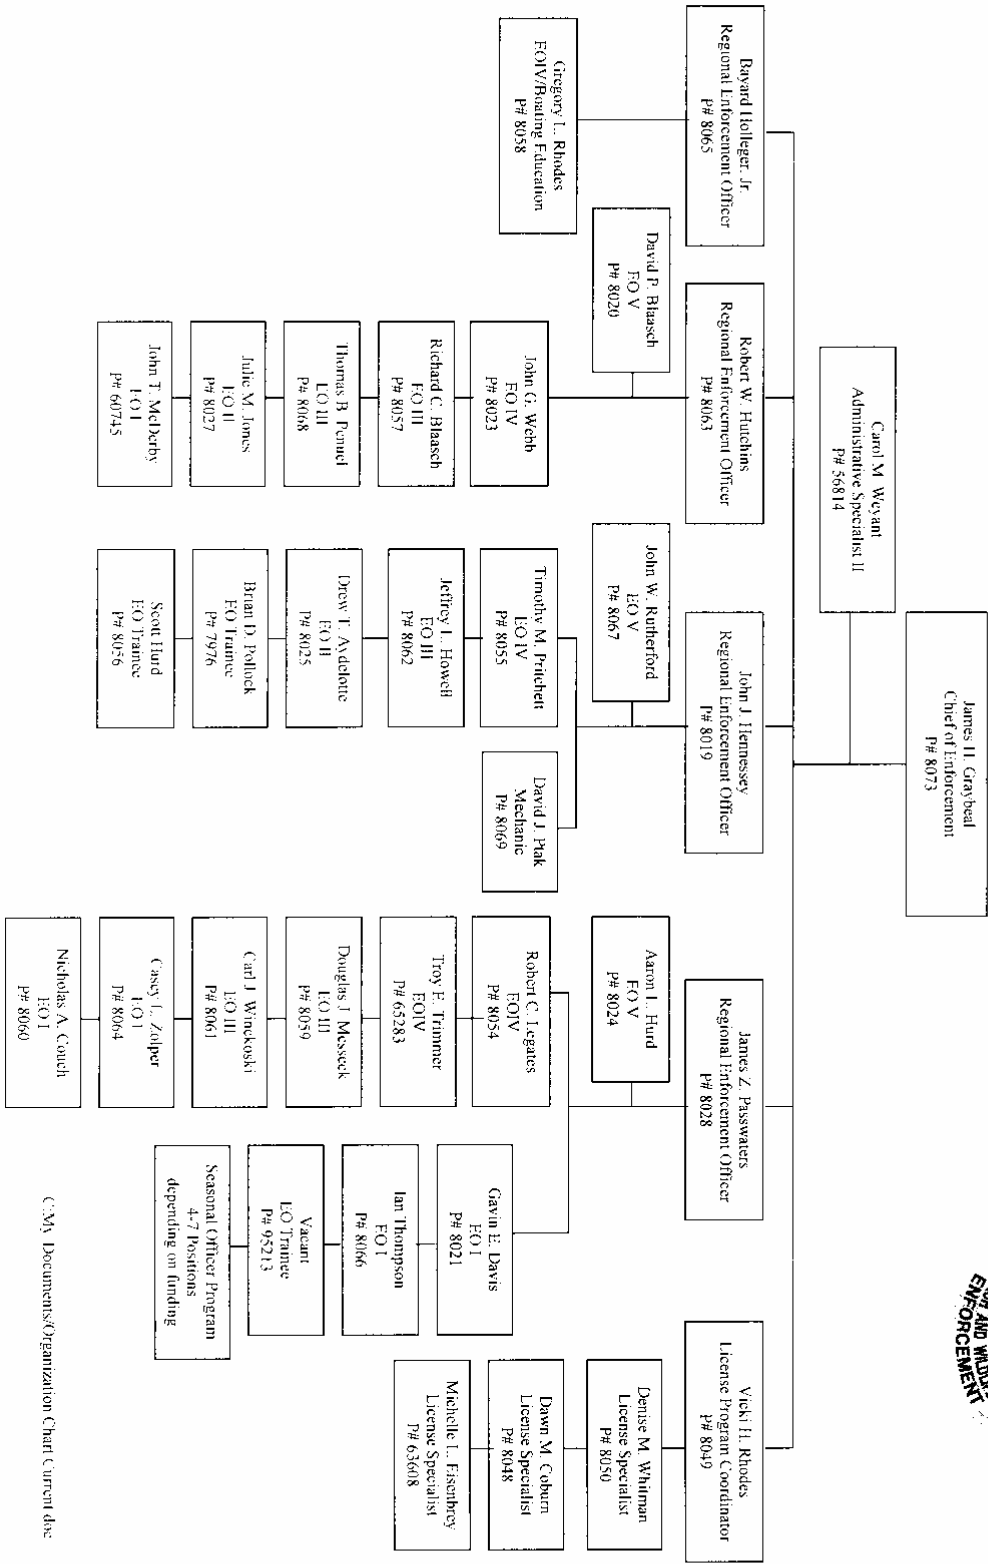 FISH AND WILDLIFE
ENFORCEMENT
James H. Graybeal
Chief of Enforcement
P# 8073
Carol M. Weyant
Administrative Specialist II
P# 56814
Bayard Holleger, Jr.
Regional Enforcement Officer
P# 8065
Robert W. Hutchins
Regional Enforcement Officer
P# 8063
John J. Hennessey
Regional Enforcement Officer
P# 8019
James Z. Passwaters
Regional Enforcement Officer
P# 8028
Vicki H. Rhodes
License Program Coordinator
P# 8049
Gregory L. Rhodes
EOIV/Boating Education
P# 8058
David P. Blaasch
EO V
P# 8020
John G. Webb
EO IV
P# 8023
Richard C. Blaasch
EO III
P# 8057
Thomas B. Penuel
EO III
P# 8068
Julie M. Jones
EO II
P# 8027
John T. McDerby
EO I
P# 60745
John W. Rutherford
EO V
P# 8067
Timothy M. Pritchett
EO IV
P# 8055
Jeffrey L. Howell
EO III
P# 8062
Drew T. Aydelotte
EO II
P# 8025
Brian D. Pollock
EO Trainee
P# 7976
Scott Hurd
EO Trainee
P# 8056
David J. Ptak
Mechanic
P# 8069
Aaron L. Hurd
EO V
P# 8024
Robert C. Legates
EOIV
P# 8054
Troy E. Trimmer
EOIV
P# 65283
Douglas J. Messeck
EO III
P# 8059
Carl J. Winckoski
EO III
P# 8061
Casey L. Zolper
EO I
P# 8064
Nicholas A. Couch
EO I
P# 8060
Gavin E. Davis
EO I
P# 8021
Ian Thompson
EO I
P# 8066
Vacant
EO Trainee
P# 95213
Seasonal Officer Program
4-7 Positions
depending on funding
Denise M. Whitman
License Specialist
P# 8050
Dawn M. Coburn
License Specialist
P# 8048
Michelle L. Eisenbrey
License Specialist
P# 63608
C:My Documents/Organization Chart Current doc